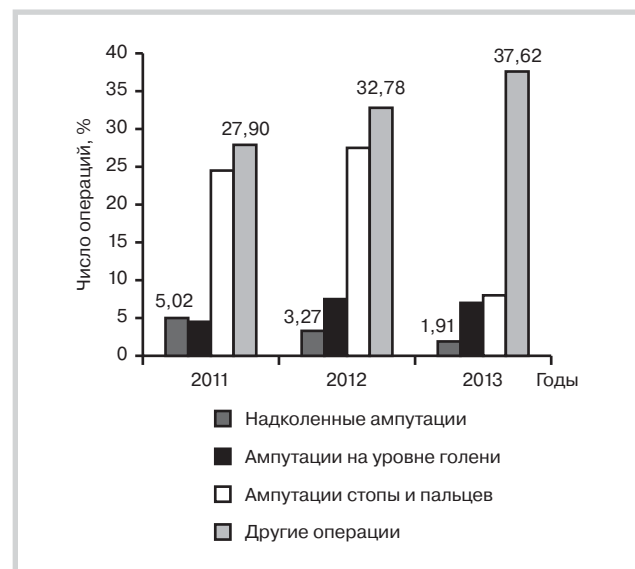 Число операций, %
40
35
30
25
20
15
10
5
0
5,02
27,90
3,27
32,78
1,91
37,62
2011 2012 2013 Годы
Надколенные ампутации
Ампутации на уровне голени
Ампутации стопы и пальцев
Другие операции